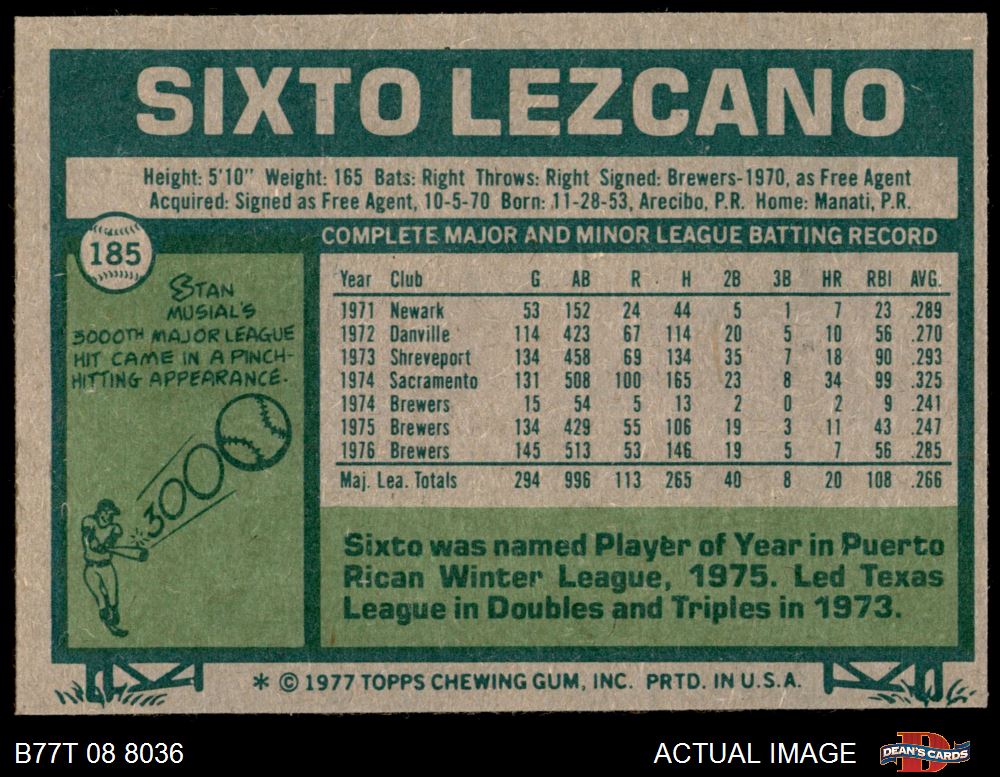 SIXTO LEZCANO
Height: 5'10" Weight: 165 Bats: Right Throws: Right Signed: Brewers-1970, as Free Agent
Acquired: Signed as Free Agent, 10-5-70 Born: 11-28-53, Arecibo, P.R. Home: Manati, P.R.
185
STAN
MUSIAL'S
3000TH MAJOR LEAGUE
HIT CAME IN A PINCH-
HITTING APPEARANCE.
3000
COMPLETE MAJOR AND MINOR LEAGUE BATTING RECORD
Year Club G AB R H 2B 3B HR RBI AVG.
1971 Newark 53 152 24 44 5 1 7 23 .289
1972 Danville 114 423 67 114 20 5 10 56 .270
1973 Shreveport 134 458 69 134 35 7 18 90 .293
1974 Sacramento 131 508 100 165 23 8 34 99 .325
1974 Brewers 15 54 5 13 2 0 2 9 .241
1975 Brewers 134 429 55 106 19 3 11 43 .247
1976 Brewers 145 513 53 146 19 5 7 56 .285
Maj. Lea. Totals 294 996 113 265 40 8 20 108 .266
Sixto was named Player of Year in Puerto
Rican Winter League, 1975. Led Texas
League in Doubles and Triples in 1973.
* © 1977 TOPPS CHEWING GUM, INC. PRTD. IN U.S.A.
B77T 08 8036
ACTUAL IMAGE
DEAN'S CARDS